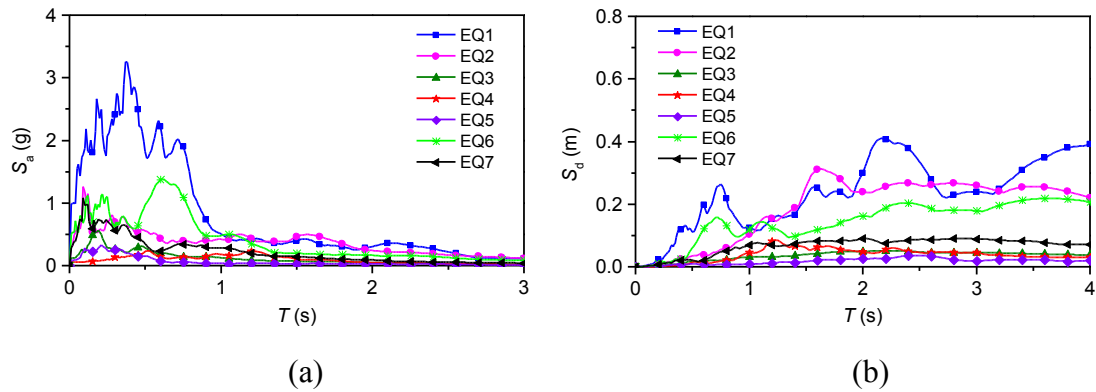 4
3
2
1
0
Sa (g)
0 1 2 3
T (s)
EQ1
EQ2
EQ3
EQ4
EQ5
EQ6
EQ7
(a)
0.8
0.6
0.4
0.2
0.0
Sd (m)
0 1 2 3 4
T (s)
EQ1
EQ2
EQ3
EQ4
EQ5
EQ6
EQ7
(b)